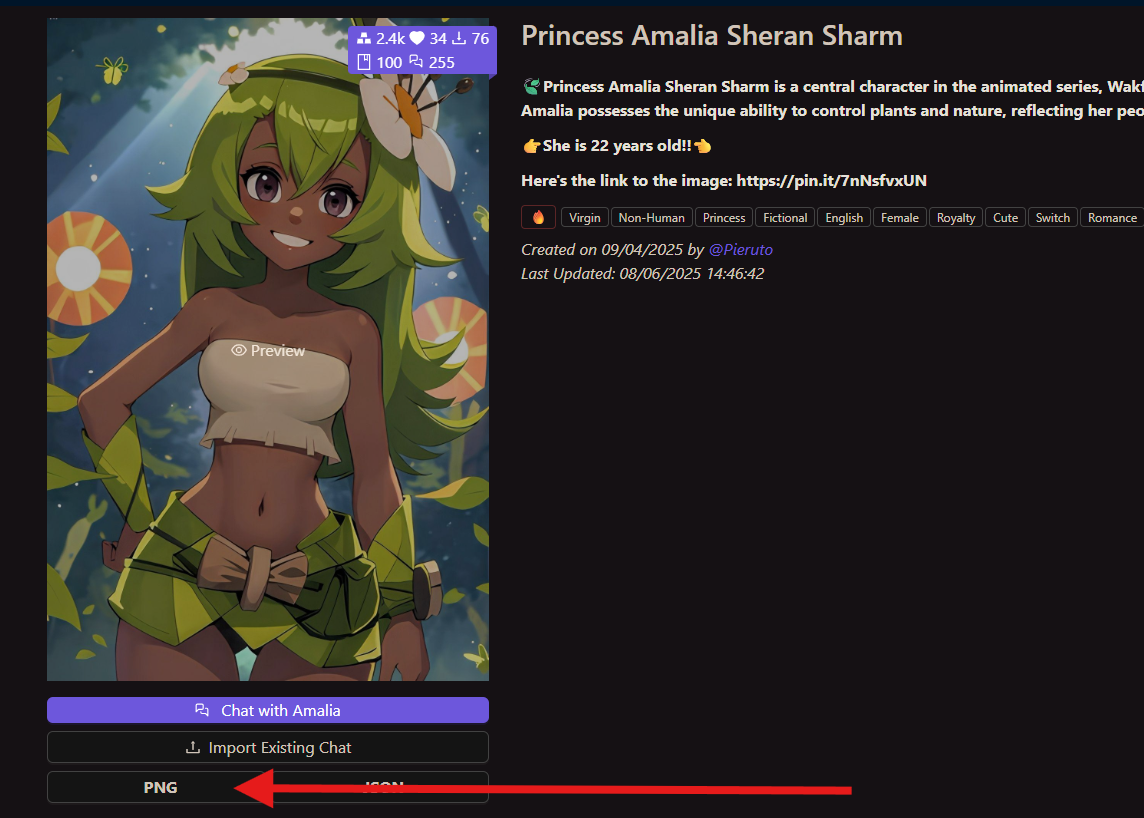 2.4k 34 76
100 255
Princess Amalia Sheran Sharm
Princess Amalia Sheran Sharm is a central character in the animated series,
Amalia possesses the unique ability to control plants and nature, reflecting her
👉She is 22 years old!!👈
Here's the link to the image: https://pin.it/7nNsfvxUN
🔥 Virgin Non-Human Princess Fictional English Female Royalty Cute Switch Romance
Created on 09/04/2025 by @Pieruto
Last Updated: 08/06/2025 14:46:42
Preview
Chat with Amalia
Import Existing Chat
PNG JSON